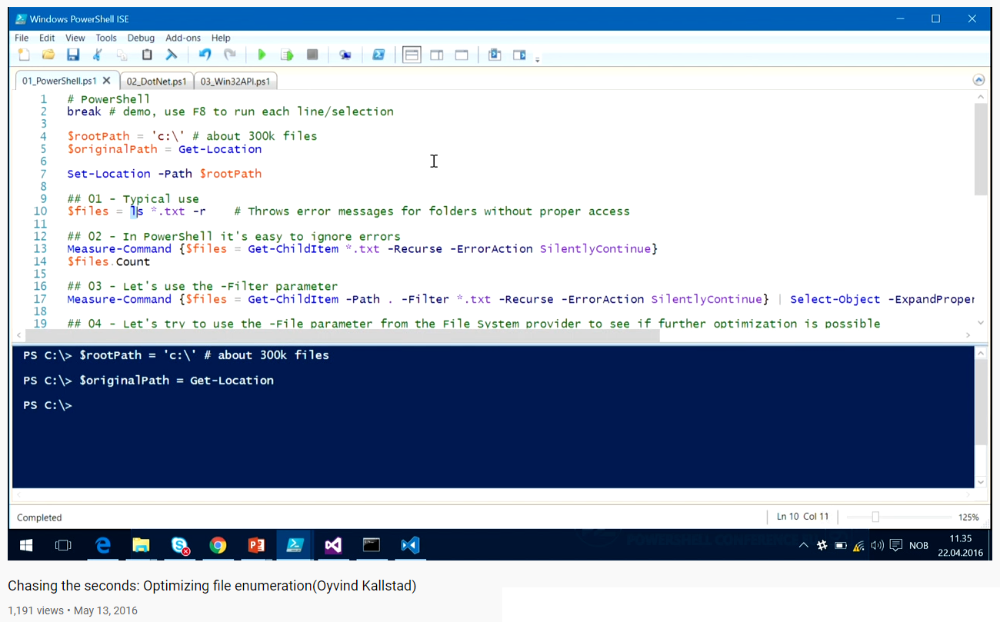 Windows PowerShell ISE
File Edit View Tools Debug Add-ons Help
01_PowerShell.ps1 02_DotNet.ps1 03_Win32API.ps1
1 # PowerShell
2 break # demo, use F8 to run each line/selection
3
4 $rootPath = 'c:\' # about 300k files
5 $originalPath = Get-Location
6
7 Set-Location -Path $rootPath
8
9 ## 01 - Typical use
10 $files = ls *.txt -r    # Throws error messages for folders without proper access
11
12 ## 02 - In PowerShell it's easy to ignore errors
13 Measure-Command {$files = Get-ChildItem *.txt -Recurse -ErrorAction SilentlyContinue}
14 $files.Count
15
16 ## 03 - Let's use the -Filter parameter
17 Measure-Command {$files = Get-ChildItem -Path . -Filter *.txt -Recurse -ErrorAction SilentlyContinue} | Select-Object -ExpandProper
18
19 ## 04 - Let's try to use the -File parameter from the File System provider to see if further optimization is possible
PS C:\> $rootPath = 'c:\' # about 300k files
PS C:\> $originalPath = Get-Location
PS C:\>
Completed
Ln 10 Col 11
125%
NOB
11.35
22.04.2016
Chasing the seconds: Optimizing file enumeration(Oyvind Kallstad)
1,191 views • May 13, 2016